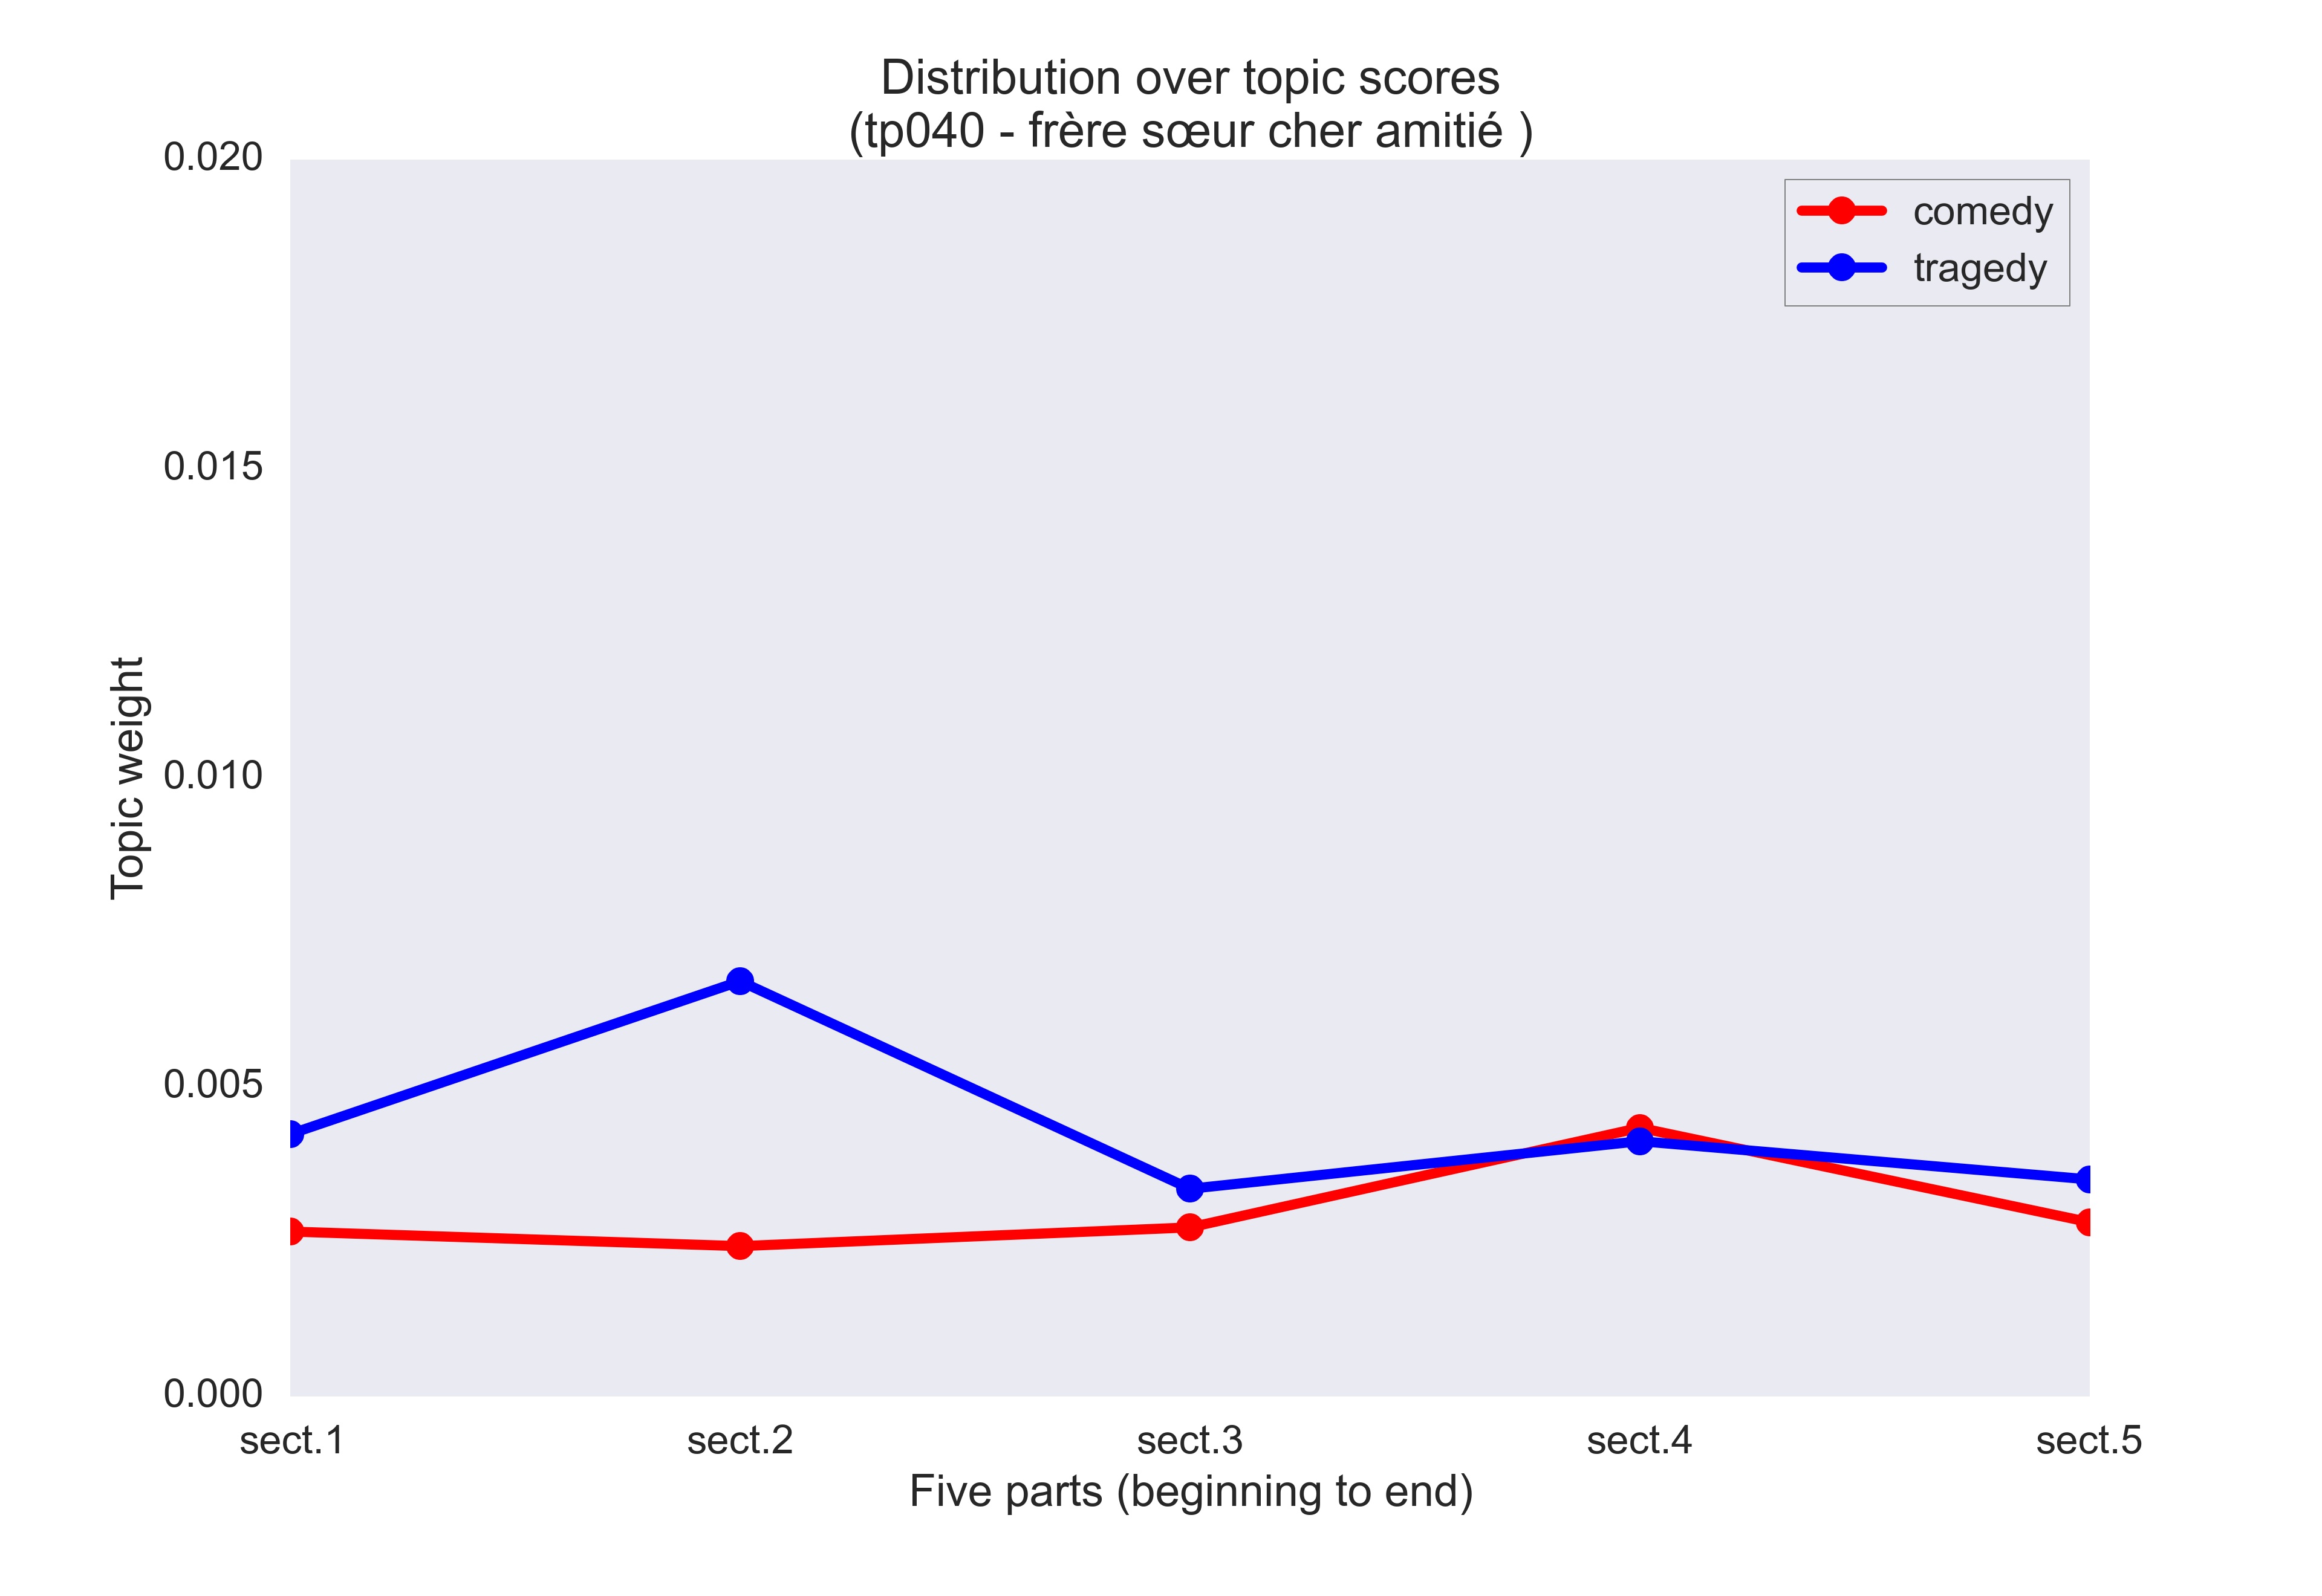 Distribution over topic scores
(tp040 - frère sœur cher amitié )
comedy
tragedy
Topic weight
0.020
0.015
0.010
0.005
0.000
sect.1
sect.2
sect.3
sect.4
sect.5
Five parts (beginning to end)